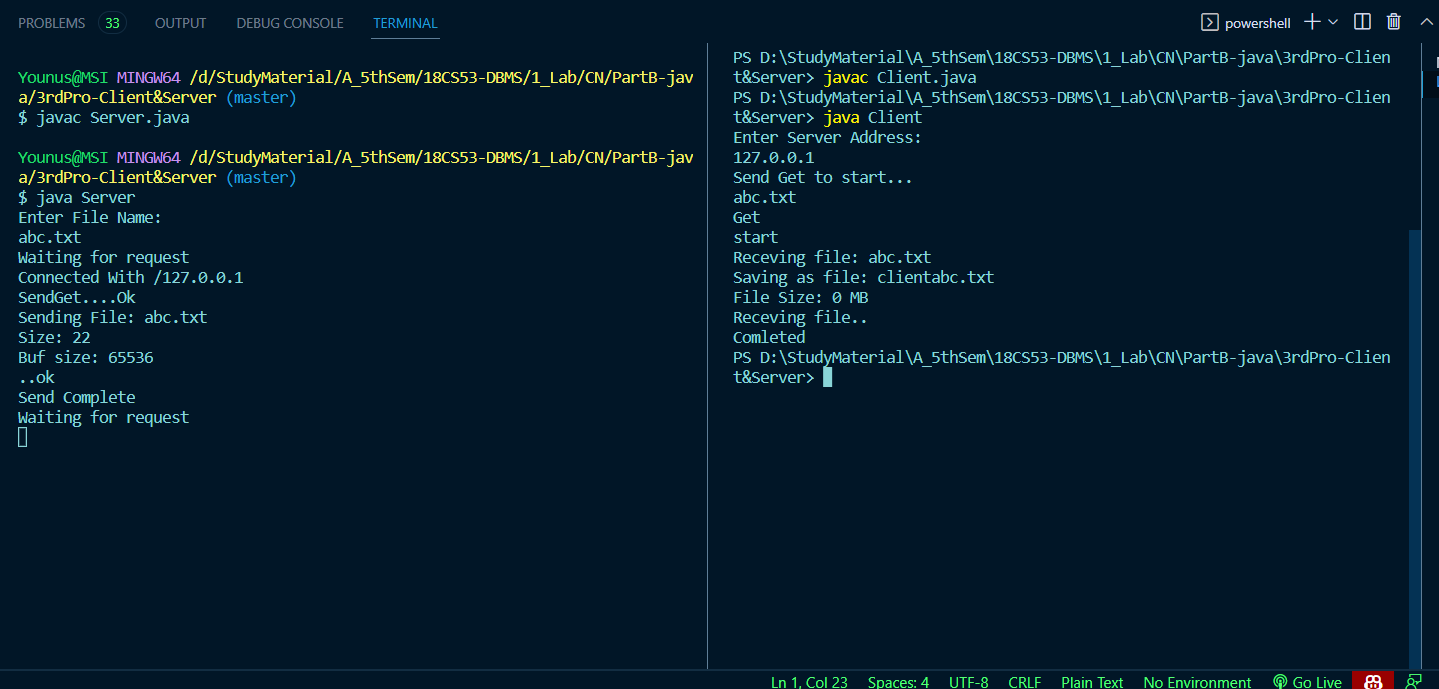 PROBLEMS 33 OUTPUT DEBUG CONSOLE TERMINAL powershell
Younus@MSI MINGW64 /d/StudyMaterial/A_5thSem/18CS53-DBMS/1_Lab/CN/PartB-jav
a/3rdPro-Client&Server (master)
$ javac Server.java
Younus@MSI MINGW64 /d/StudyMaterial/A_5thSem/18CS53-DBMS/1_Lab/CN/PartB-jav
a/3rdPro-Client&Server (master)
$ java Server
Enter File Name:
abc.txt
Waiting for request
Connected With /127.0.0.1
SendGet....Ok
Sending File: abc.txt
Size: 22
Buf size: 65536
..ok
Send Complete
Waiting for request
PS D:\StudyMaterial\A_5thSem\18CS53-DBMS\1_Lab\CN\PartB-java\3rdPro-Clien
t&Server> javac Client.java
PS D:\StudyMaterial\A_5thSem\18CS53-DBMS\1_Lab\CN\PartB-java\3rdPro-Clien
t&Server> java Client
Enter Server Address:
127.0.0.1
Send Get to start...
abc.txt
Get
start
Receving file: abc.txt
Saving as file: clientabc.txt
File Size: 0 MB
Receving file..
Comleted
PS D:\StudyMaterial\A_5thSem\18CS53-DBMS\1_Lab\CN\PartB-java\3rdPro-Clien
t&Server>
Ln 1, Col 23 Spaces: 4 UTF-8 CRLF Plain Text No Environment Go Live